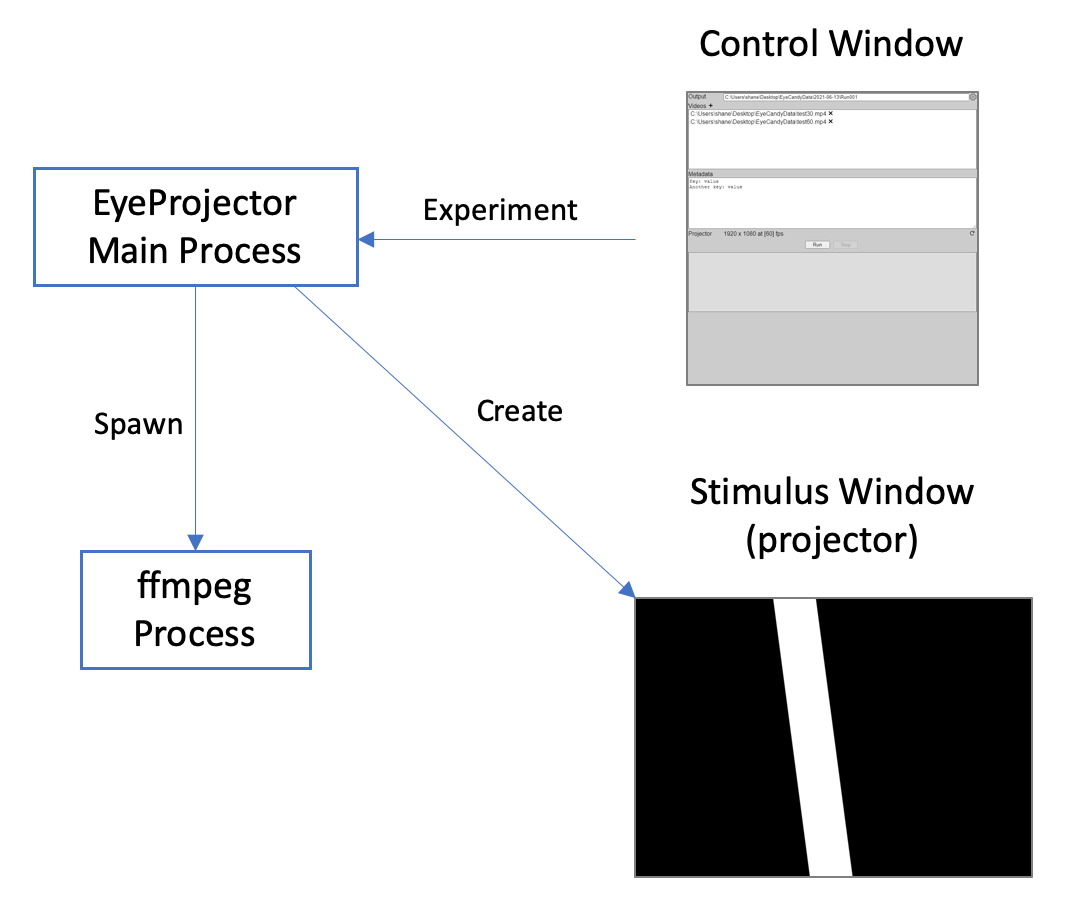 Control Window
Output C:\Users\shane\Desktop\EyeCandyData\2021-06-13\Run001
Videos +
C:\Users\shane\Desktop\EyeCandyData\test30.mp4 ✕
C:\Users\shane\Desktop\EyeCandyData\test60.mp4 ✕
Metadata
Key: value
Another key: value
Projector 1920 x 1080 at [60] fps
Run Stop
EyeProjector
Main Process
Experiment
Spawn
Create
Stimulus Window
(projector)
ffmpeg
Process